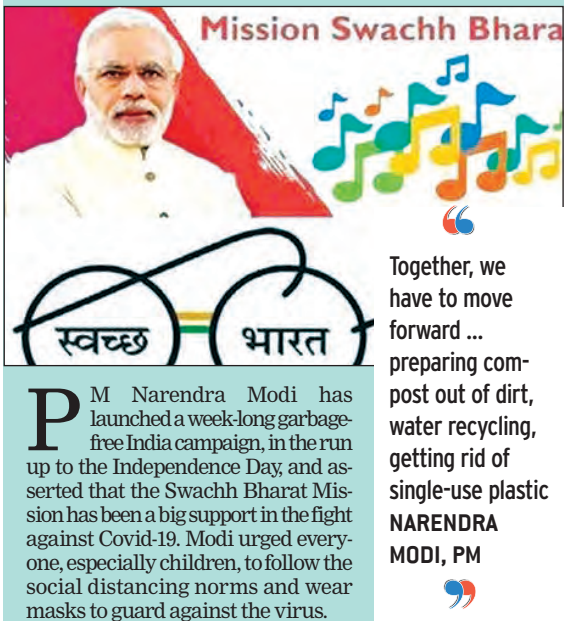 Mission Swachh Bhara
स्वच्छ भारत
PM Narendra Modi has
launched a week-long garbage-
free India campaign, in the run
up to the Independence Day, and as-
serted that the Swachh Bharat Mis-
sion has been a big support in the fight
against Covid-19. Modi urged every-
one, especially children, to follow the
social distancing norms and wear
masks to guard against the virus.
“
Together, we
have to move
forward ...
preparing com-
post out of dirt,
water recycling,
getting rid of
single-use plastic
NARENDRA
MODI, PM
”